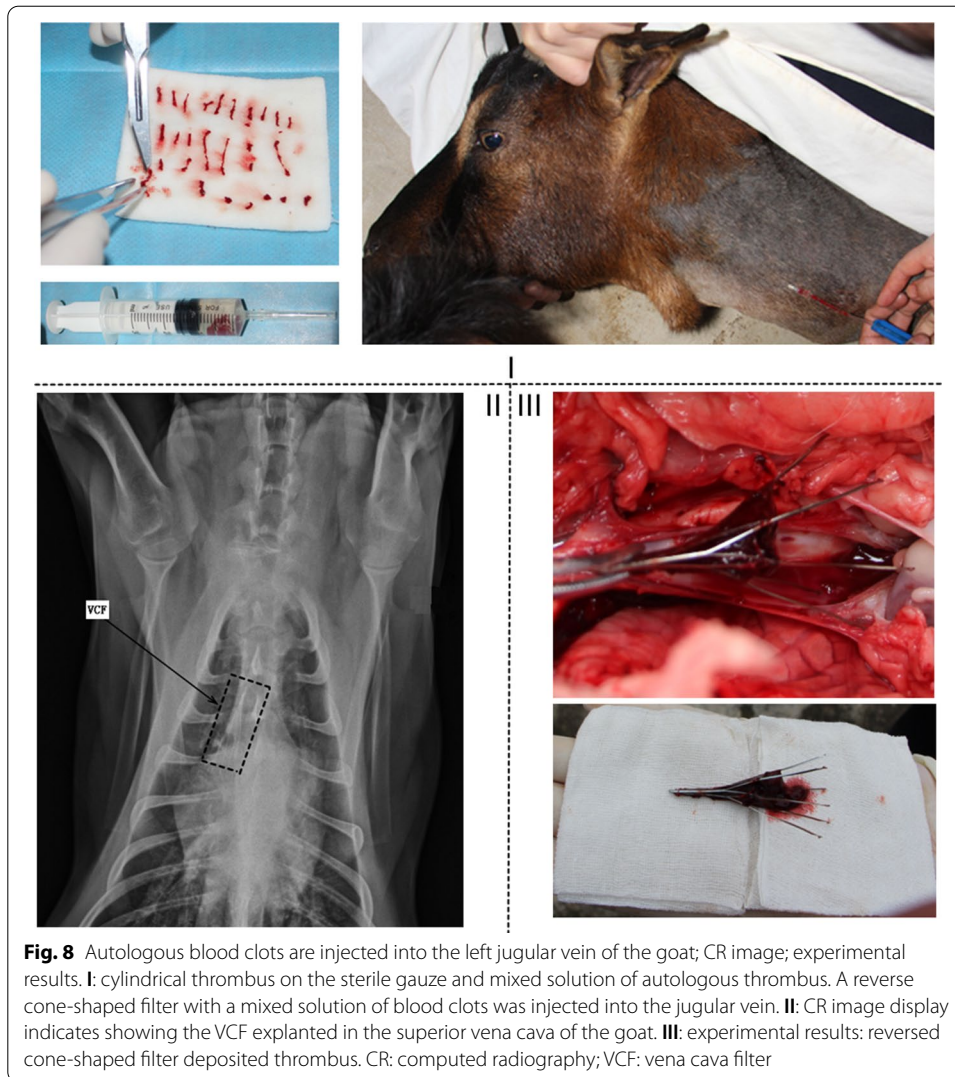 I
II III
VCF
Fig. 8 Autologous blood clots are injected into the left jugular vein of the goat; CR image; experimental
results. I: cylindrical thrombus on the sterile gauze and mixed solution of autologous thrombus. A reverse
cone-shaped filter with a mixed solution of blood clots was injected into the jugular vein. II: CR image display
indicates showing the VCF explanted in the superior vena cava of the goat. III: experimental results: reversed
cone-shaped filter deposited thrombus. CR: computed radiography; VCF: vena cava filter